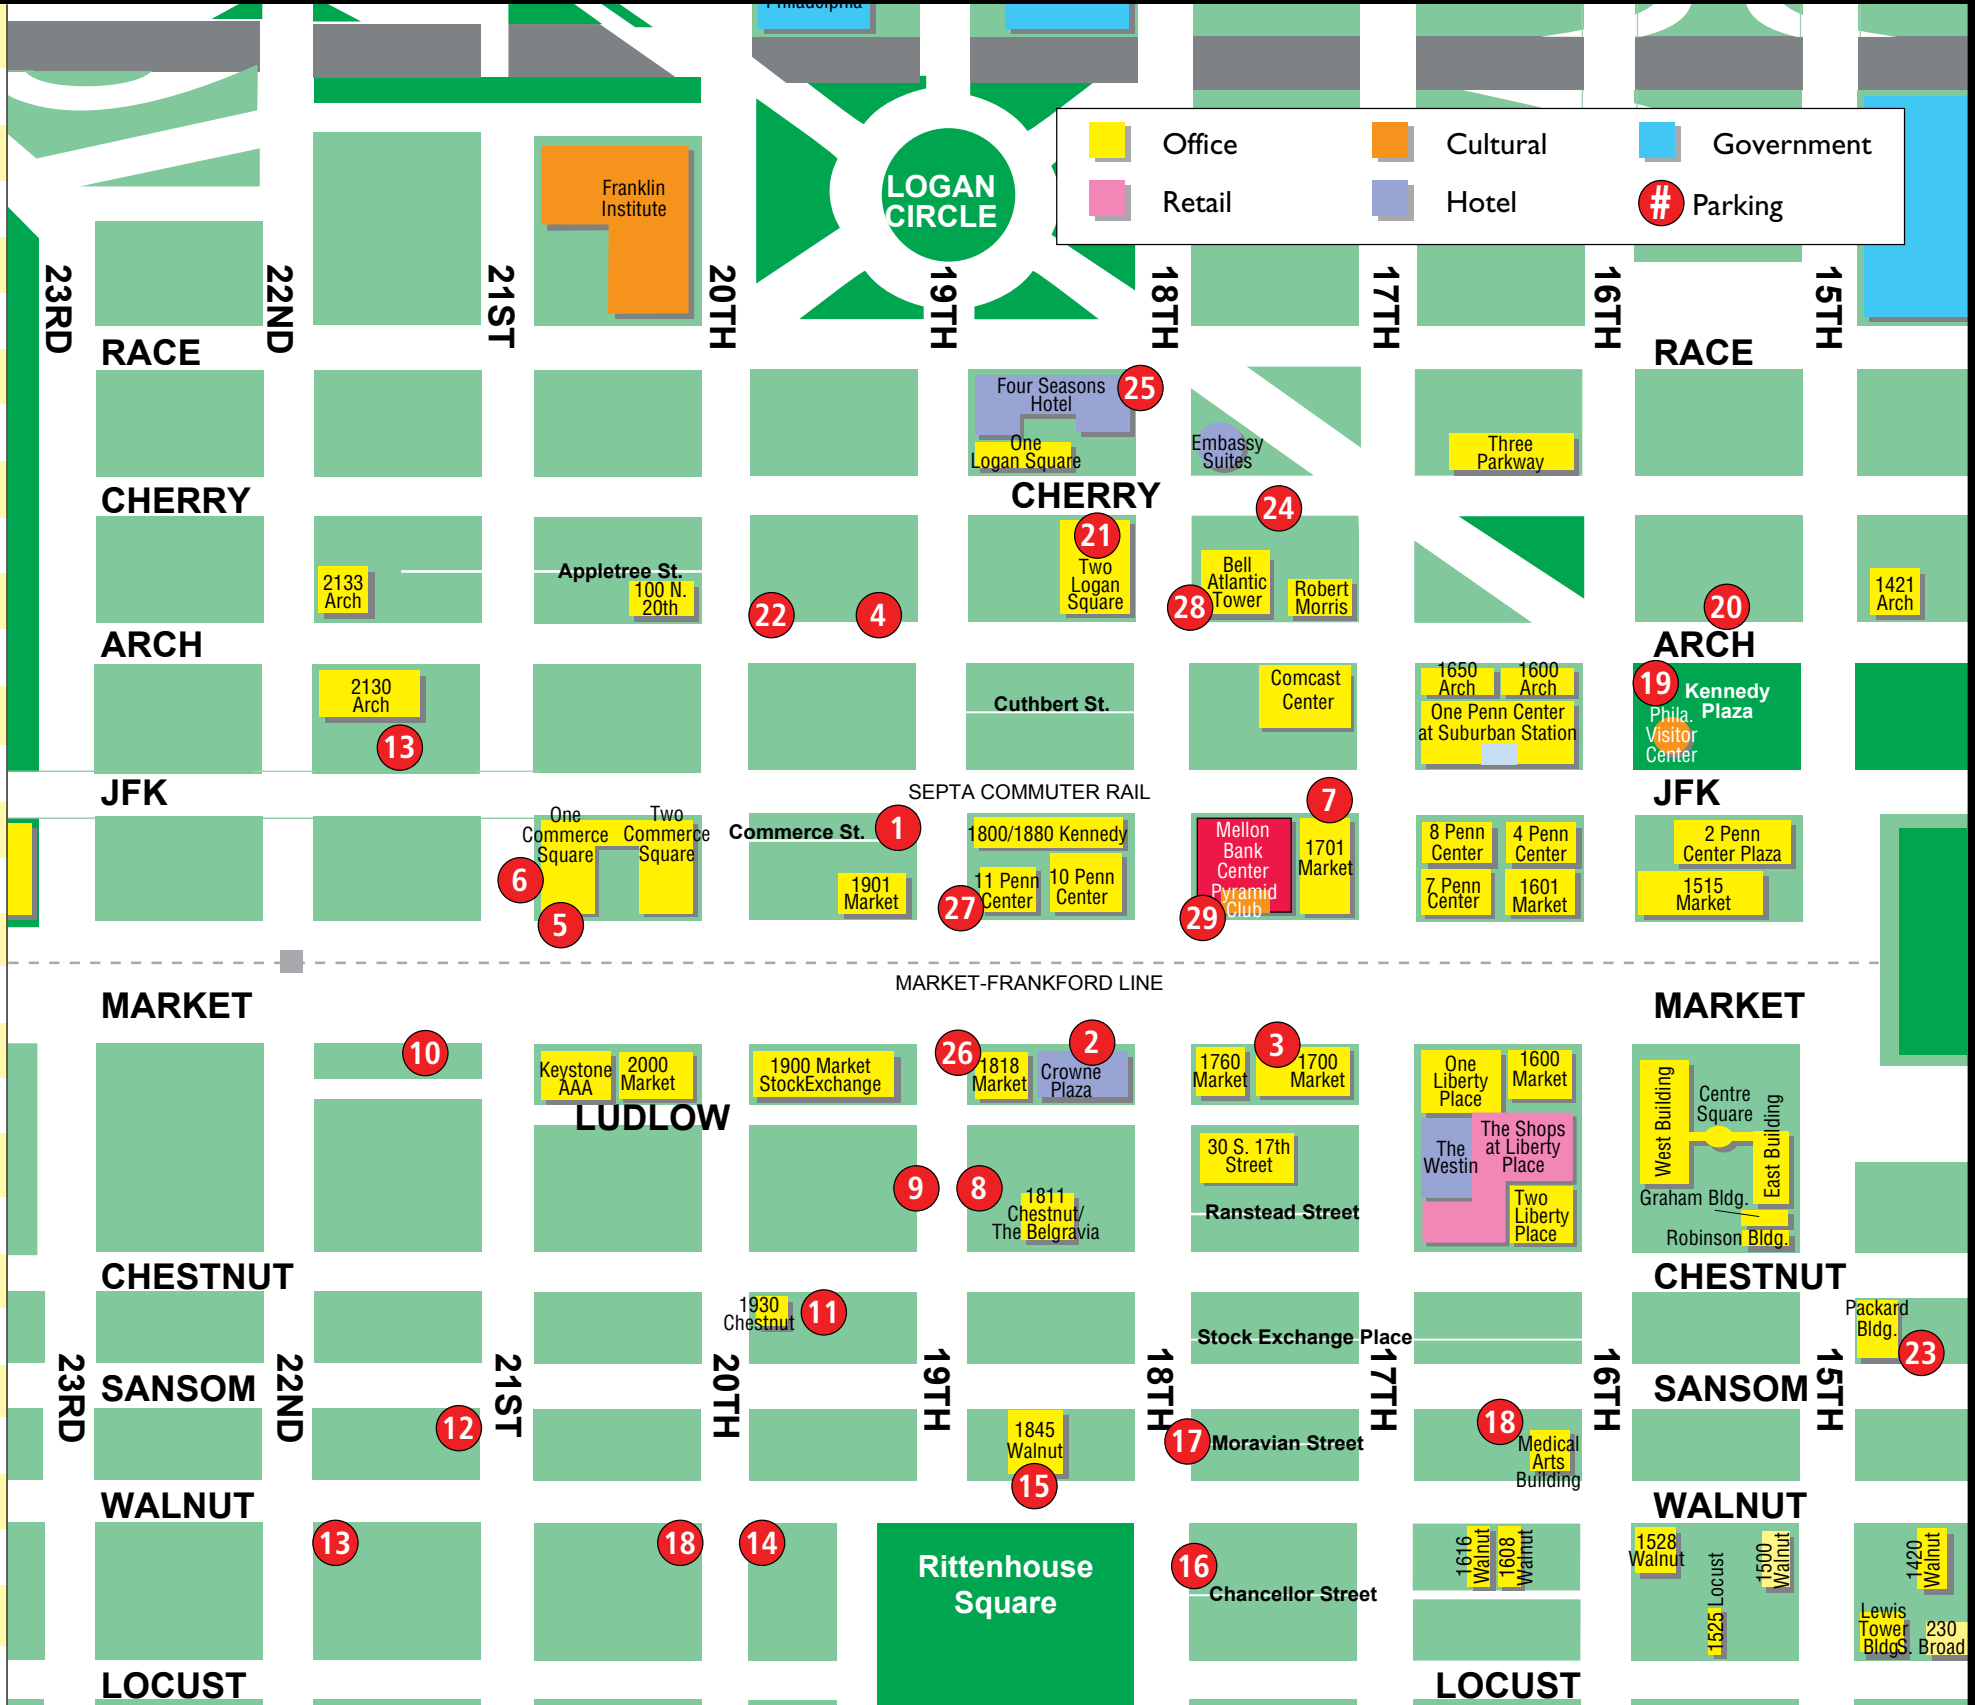 Philadelphia
Office
Cultural
Government
Retail
Hotel
# Parking
Franklin
Institute
LOGAN
CIRCLE
23RD
22ND
21ST
20TH
19TH
18TH
17TH
16TH
15TH
RACE
RACE
Four Seasons
Hotel
25
One
Logan Square
Embassy
Suites
Three
Parkway
CHERRY
CHERRY
24
21
Two
Logan
Square
Appletree St.
2133
Arch
100 N.
20th
22
4
28
Bell
Atlantic
Tower
Robert
Morris
20
1421
Arch
ARCH
ARCH
2130
Arch
13
Cuthbert St.
Comcast
Center
1650
Arch
1600
Arch
One Penn Center
at Suburban Station
19
Kennedy
Plaza
Phila.
Visitor
Center
JFK
SEPTA COMMUTER RAIL
JFK
7
One
Commerce
Square
Two
Commerce
Square
Commerce St.
1
1800/1880 Kennedy
Mellon
Bank
Center
Pyramid
Club
1701
Market
8 Penn
Center
4 Penn
Center
2 Penn
Center Plaza
6
5
1901
Market
27
11 Penn
Center
10 Penn
Center
29
7 Penn
Center
1601
Market
1515
Market
MARKET-FRANKFORD LINE
MARKET
MARKET
10
Keystone
AAA
2000
Market
1900 Market
StockExchange
26
1818
Market
2
Crowne
Plaza
1760
Market
3
1700
Market
One
Liberty
Place
1600
Market
LUDLOW
West Building
Centre
Square
East Building
30 S. 17th
Street
The
Westin
The Shops
at Liberty
Place
9
8
1811
Chestnut/
The Belgravia
Ranstead Street
Two
Liberty
Place
Graham Bldg.
Robinson Bldg.
CHESTNUT
CHESTNUT
1930
Chestnut
11
Stock Exchange Place
Packard
Bldg.
23
23RD
22ND
21ST
20TH
19TH
18TH
17TH
16TH
15TH
SANSOM
SANSOM
12
1845
Walnut
15
17
Moravian Street
18
Medical
Arts
Building
WALNUT
WALNUT
13
18
14
Rittenhouse
Square
16
Chancellor Street
1616
Walnut
1608
Walnut
1528
Walnut
1525 Locust
1500
Walnut
1420
Walnut
Lewis
Tower
Bldg.
230
S. Broad
LOCUST
LOCUST